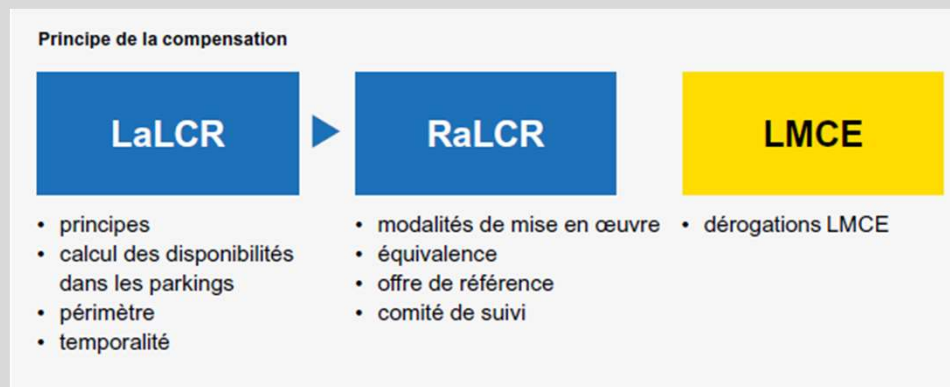 Principe de la compensation
LaLCR
• principes
• calcul des disponibilités
dans les parkings
• périmètre
• temporalité
RaLCR
• modalités de mise en œuvre
• équivalence
• offre de référence
• comité de suivi
LMCE
• dérogations LMCE